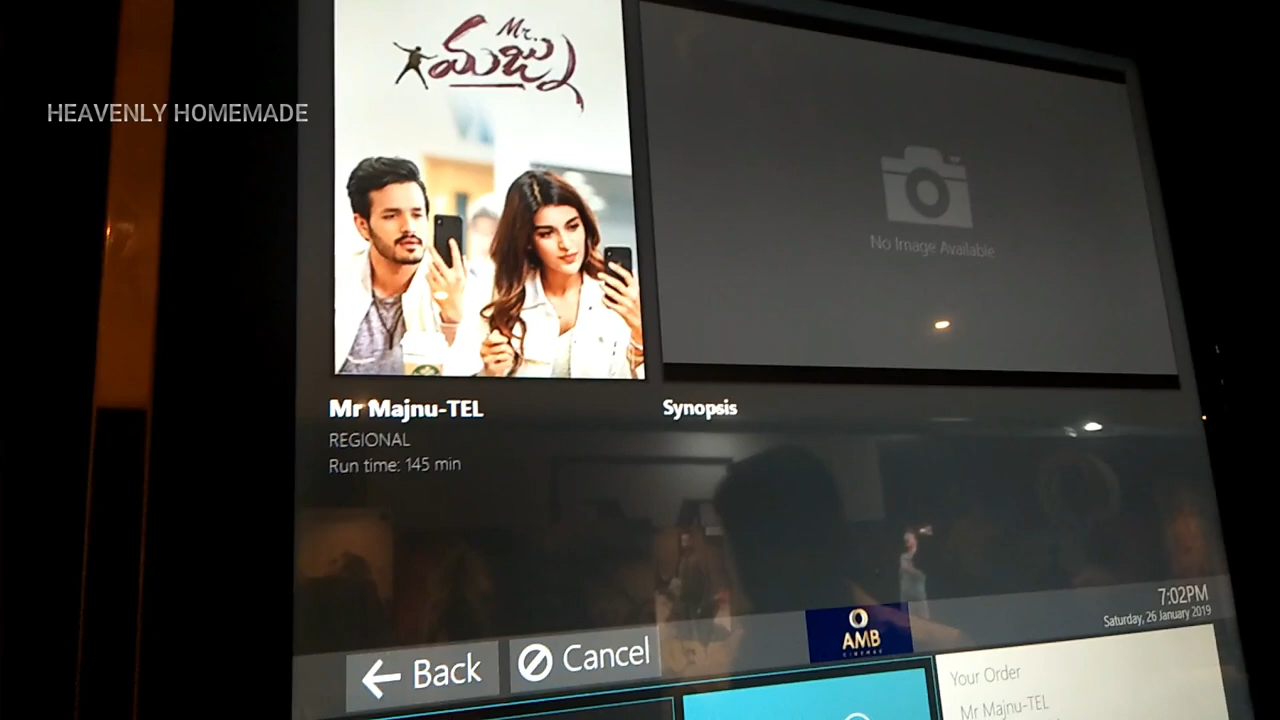 Mr.
మజ్ను
HEAVENLY HOMEMADE
No Image Available
Mr Majnu-TEL
Synopsis
REGIONAL
Run time: 145 min
7:02PM
Saturday, 26 January 2019
AMB
CINEMAS
Back
Cancel
Your Order
Mr Majnu-TEL